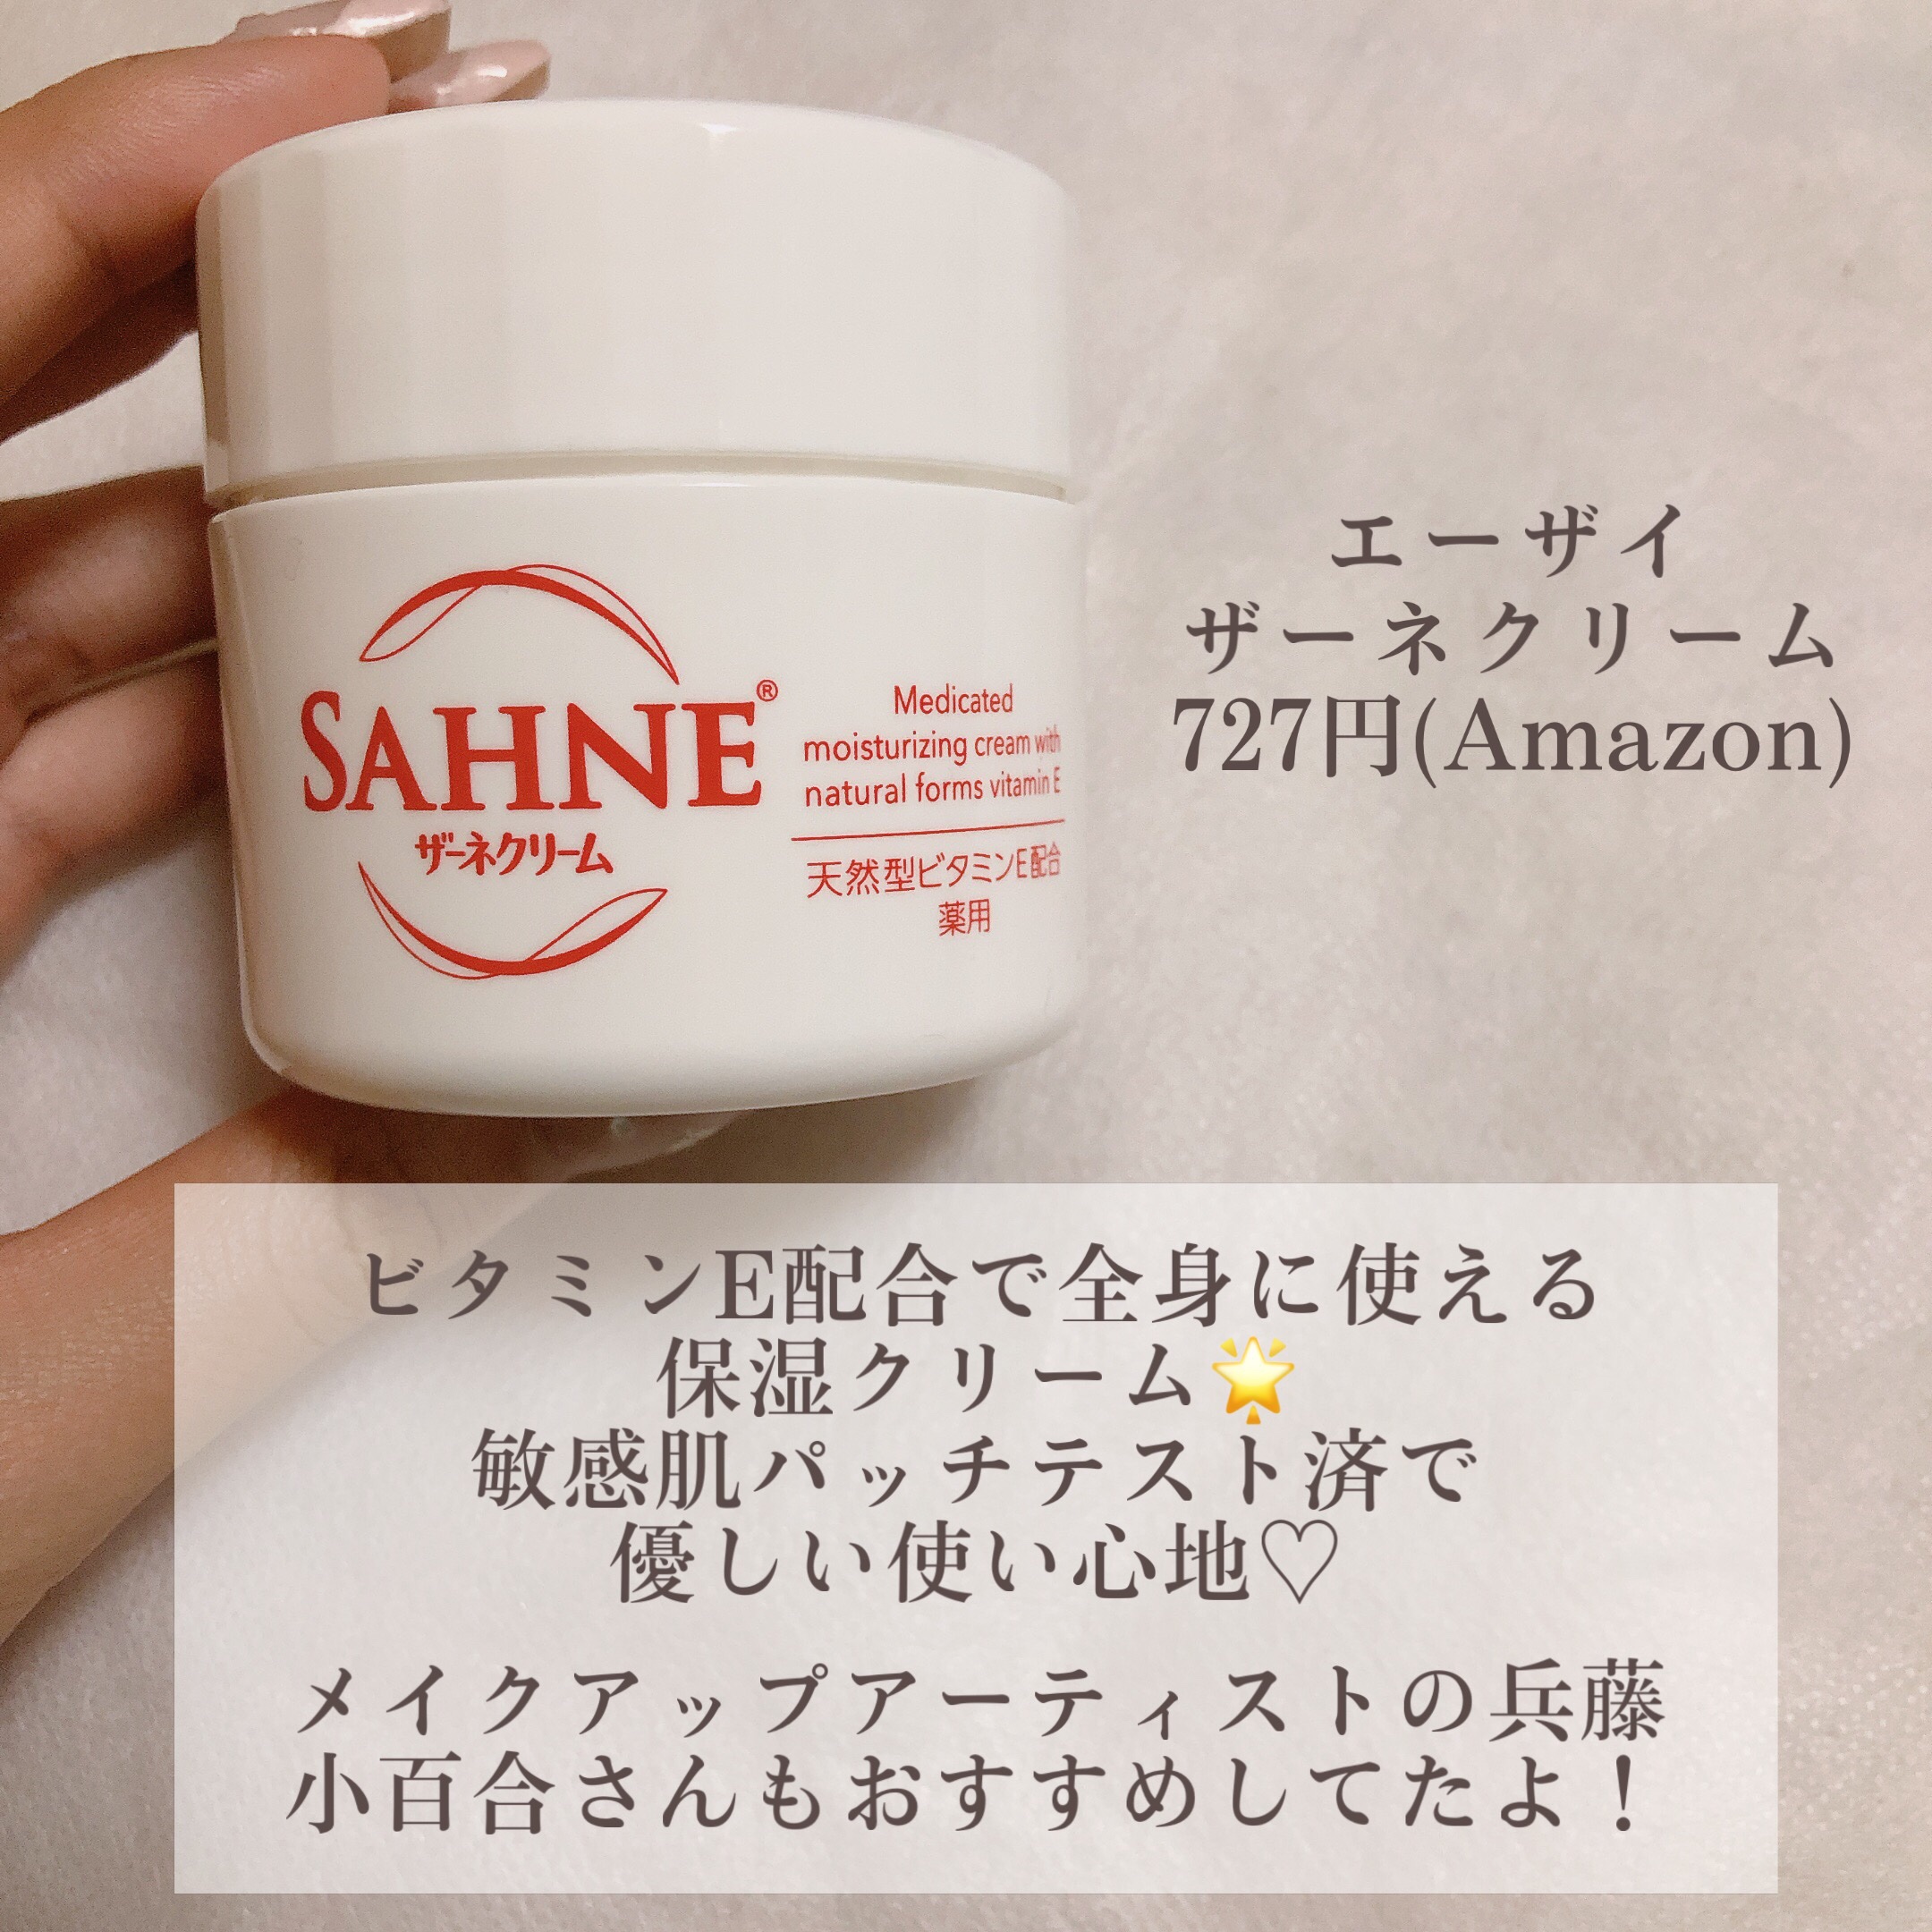 SAHNE®
ザーネクリーム
Medicated
moisturizing cream with
natural forms vitamin E
天然型ビタミンE配合
薬用
エーザイ
ザーネクリーム
727円(Amazon)
ビタミンE配合で全身に使える
保湿クリーム🌟
敏感肌パッチテスト済で
優しい使い心地♡
メイクアップアーティストの兵藤
小百合さんもおすすめしてたよ！